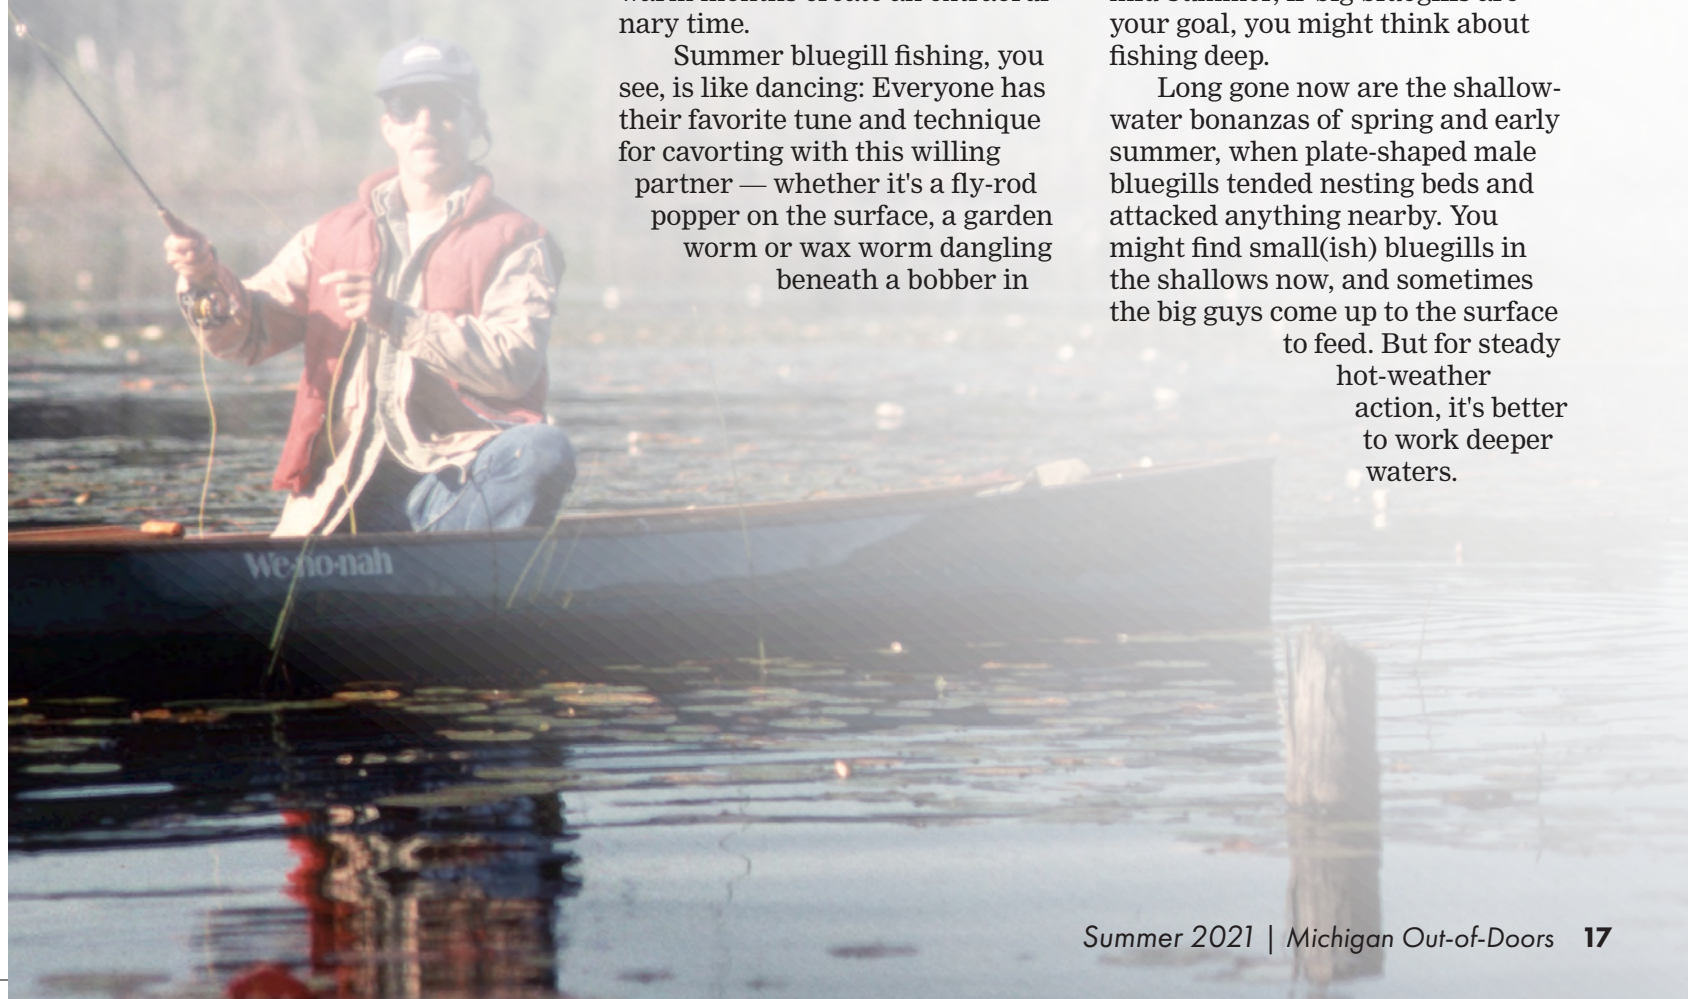 nary time.
Summer bluegill fishing, you
see, is like dancing: Everyone has
their favorite tune and technique
for cavorting with this willing
partner — whether it's a fly-rod
popper on the surface, a garden
worm or wax worm dangling
beneath a bobber in
your goal, you might think about
fishing deep.
Long gone now are the shallow-
water bonanzas of spring and early
summer, when plate-shaped male
bluegills tended nesting beds and
attacked anything nearby. You
might find small(ish) bluegills in
the shallows now, and sometimes
the big guys come up to the surface
to feed. But for steady
hot-weather
action, it's better
to work deeper
waters.
We·no·nah
Summer 2021 | Michigan Out-of-Doors 17